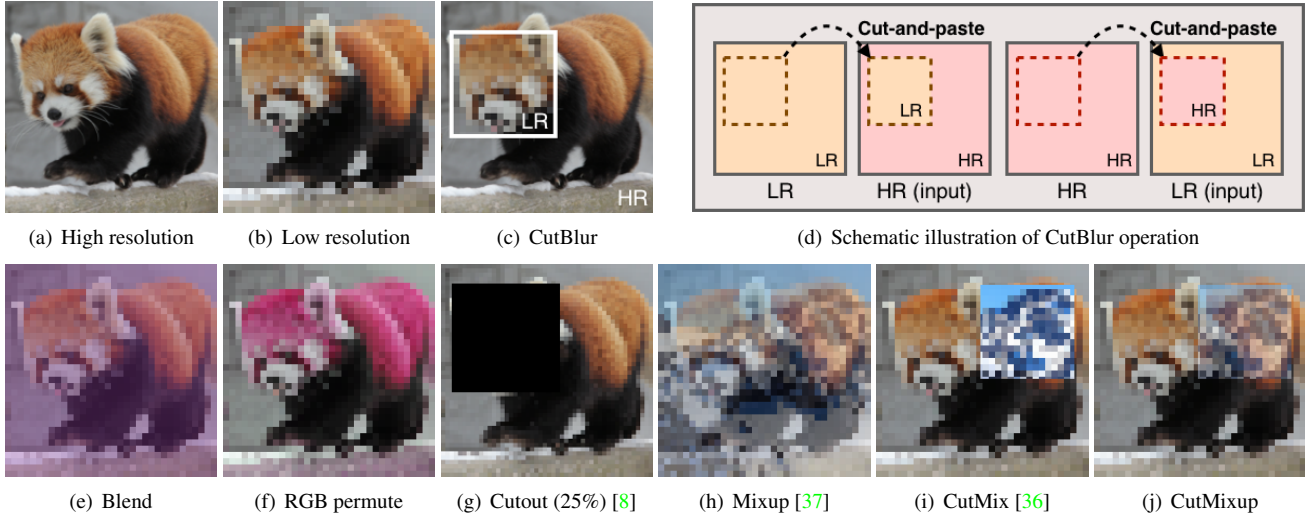 LR
HR
(a) High resolution
(b) Low resolution
(c) CutBlur
Cut-and-paste
Cut-and-paste
LR
HR
LR
HR
HR
LR
LR
HR (input)
HR
LR (input)
(d) Schematic illustration of CutBlur operation
(e) Blend
(f) RGB permute
(g) Cutout (25%) [8]
(h) Mixup [37]
(i) CutMix [36]
(j) CutMixup